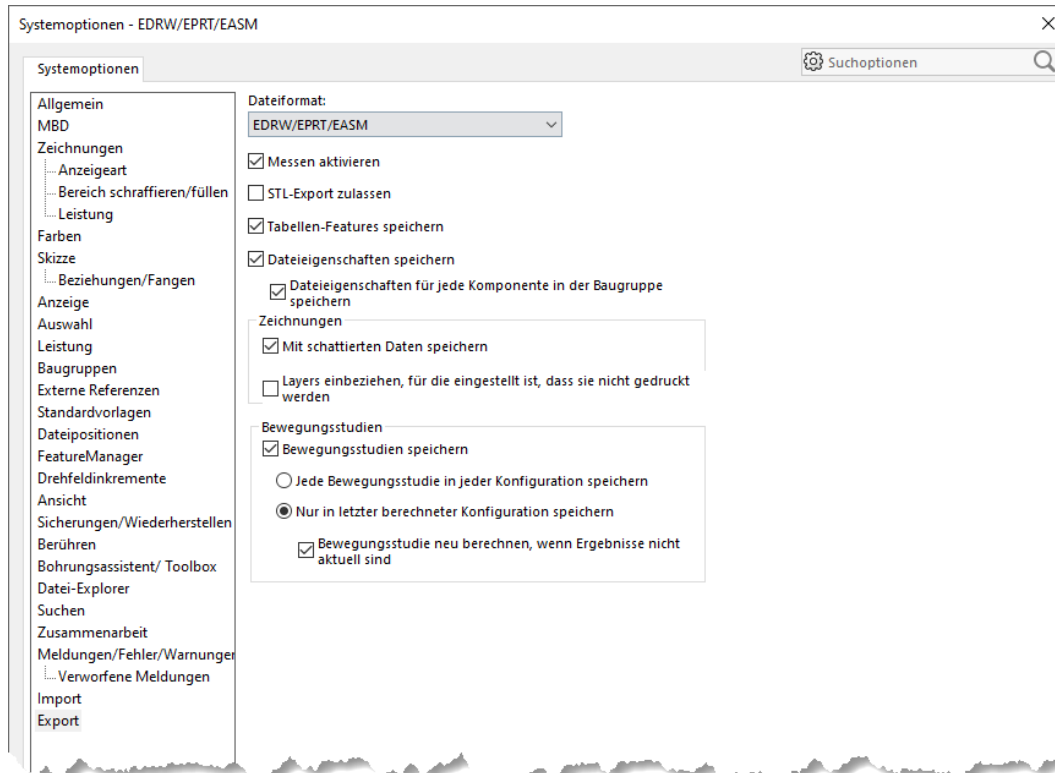 Systemoptionen - EDRW/EPRT/EASM
Systemoptionen
Suchoptionen
Allgemein
MBD
Zeichnungen
Anzeigeart
Bereich schraffieren/füllen
Leistung
Farben
Skizze
Beziehungen/Fangen
Anzeige
Auswahl
Leistung
Baugruppen
Externe Referenzen
Standardvorlagen
Dateipositionen
FeatureManager
Drehfeldinkremente
Ansicht
Sicherungen/Wiederherstellen
Berühren
Bohrungsassistent/ Toolbox
Datei-Explorer
Suchen
Zusammenarbeit
Meldungen/Fehler/Warnungen
Verworfene Meldungen
Import
Export
Dateiformat:
EDRW/EPRT/EASM
Messen aktivieren
STL-Export zulassen
Tabellen-Features speichern
Dateieigenschaften speichern
Dateieigenschaften für jede Komponente in der Baugruppe
speichern
Zeichnungen
Mit schattierten Daten speichern
Layers einbeziehen, für die eingestellt ist, dass sie nicht gedruckt
werden
Bewegungsstudien
Bewegungsstudien speichern
Jede Bewegungsstudie in jeder Konfiguration speichern
Nur in letzter berechneter Konfiguration speichern
Bewegungsstudie neu berechnen, wenn Ergebnisse nicht
aktuell sind